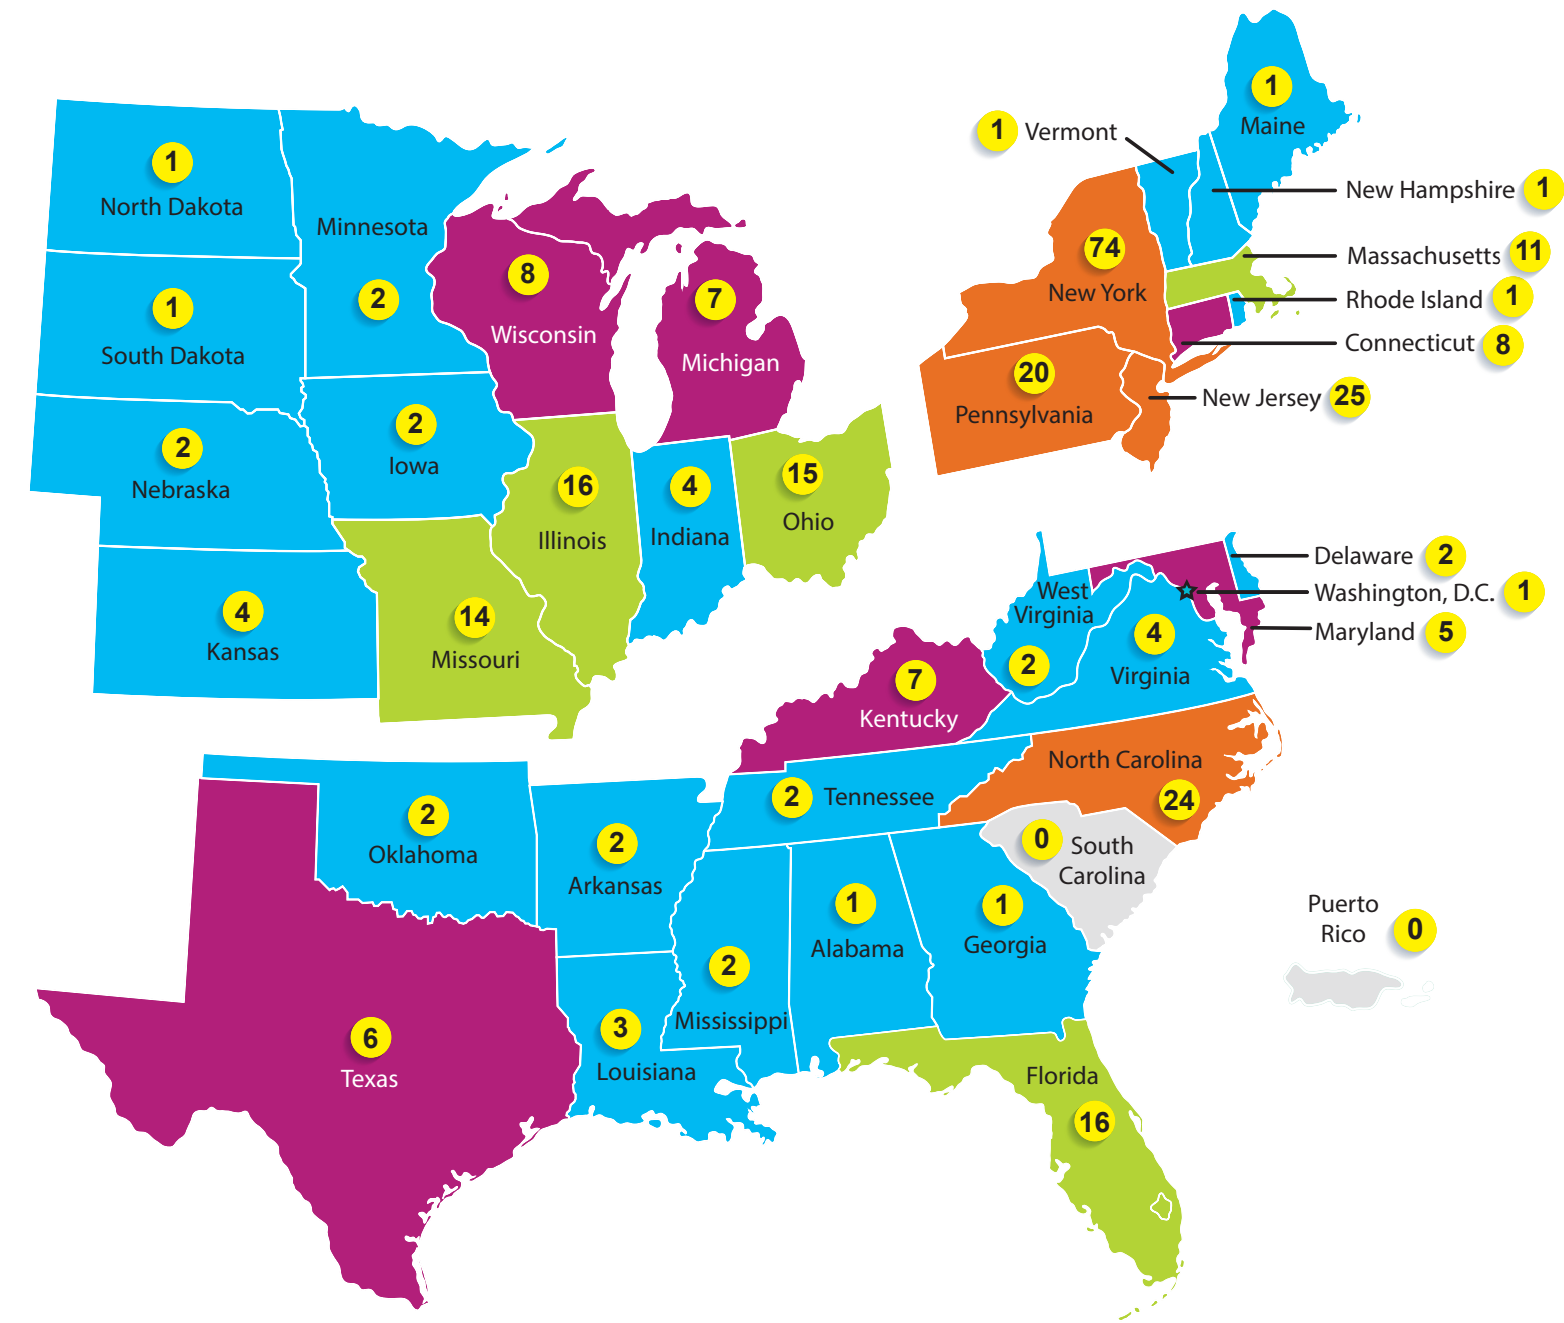 1
North Dakota
Minnesota
2
1
South Dakota
8
Wisconsin
7
Michigan
2
Nebraska
2
Iowa
16
Illinois
4
Indiana
15
Ohio
4
Kansas
14
Missouri
1
Maine
1 Vermont
New Hampshire 1
74
New York
Massachusetts 11
Rhode Island 1
Connecticut 8
20
Pennsylvania
New Jersey 25
Delaware 2
Washington, D.C. 1
Maryland 5
West
Virginia
2
4
Virginia
7
Kentucky
North Carolina
24
2 Tennessee
0 South
Carolina
2
Oklahoma
2
Arkansas
1
Alabama
1
Georgia
2
Mississippi
3
Louisiana
6
Texas
Florida
16
Puerto
Rico
0